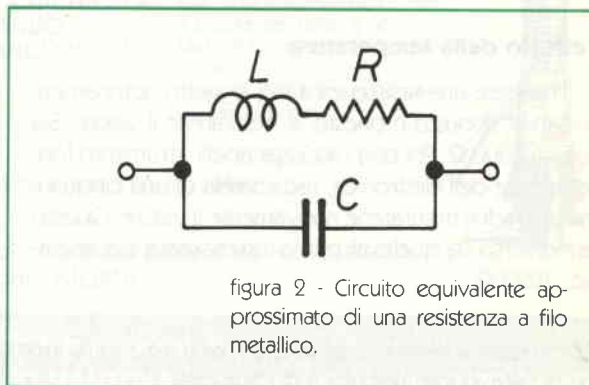 L R
C
figura 2 - Circuito equivalente ap-
prossimato di una resistenza a filo
metallico.